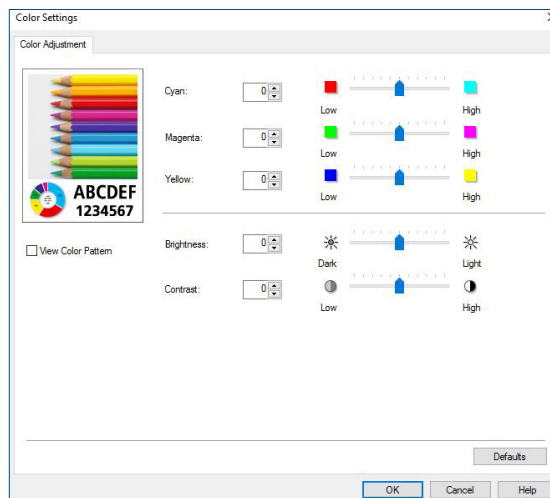 Color Settings
Color Adjustment
ABCDEF
1234567
View Color Pattern
Cyan: 0
Low High
Magenta: 0
Low High
Yellow: 0
Low High
Brightness: 0
Dark Light
Contrast: 0
Low High
Defaults
OK Cancel Help